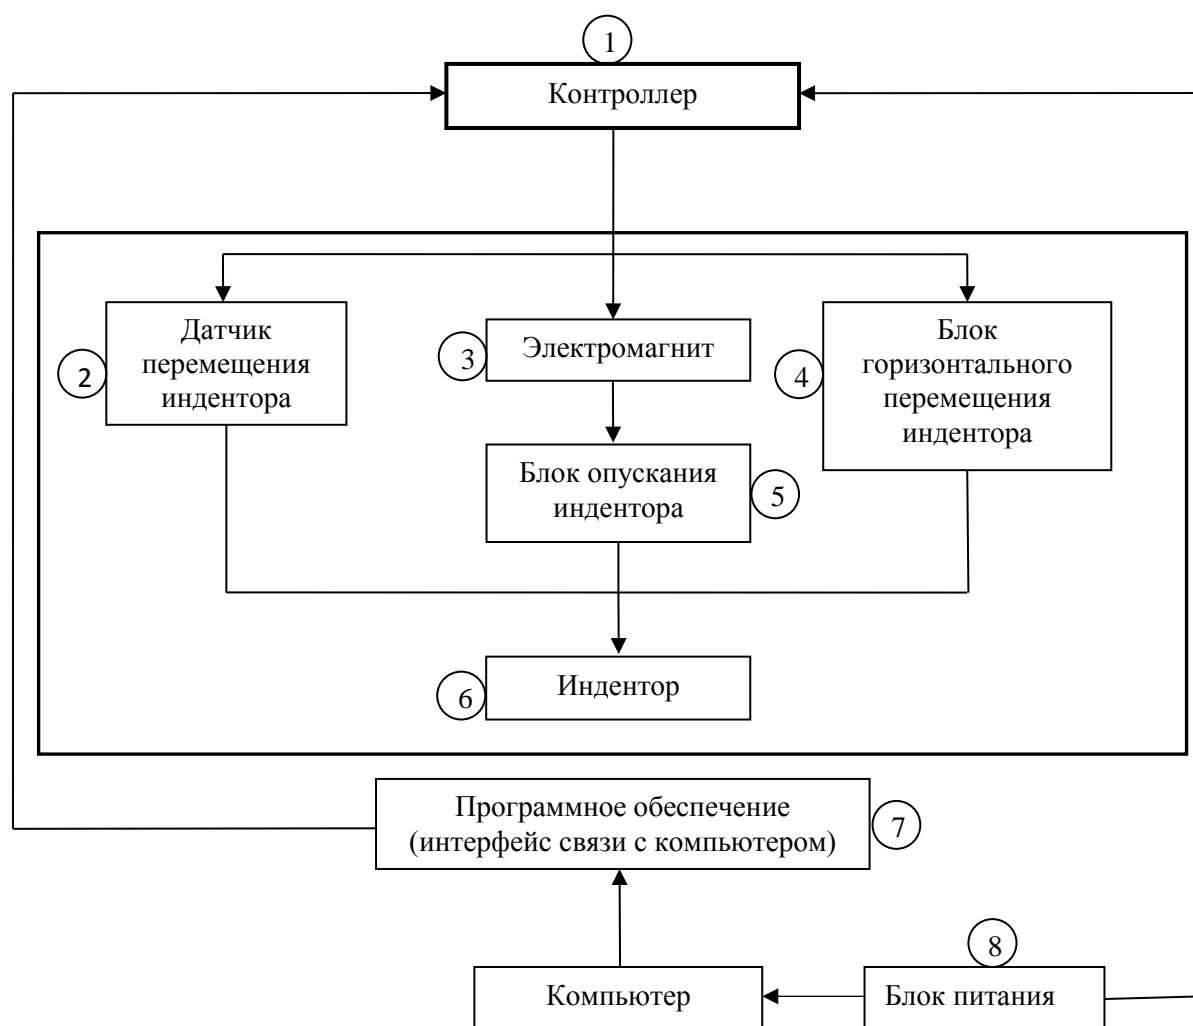 1
Контроллер
Датчик
перемещения
индентора
2
Электромагнит
3
Блок
горизонтального
перемещения
индентора
4
Блок опускания
индентора
5
Индентор
6
Программное обеспечение
(интерфейс связи с компьютером)
7
8
Компьютер
Блок питания